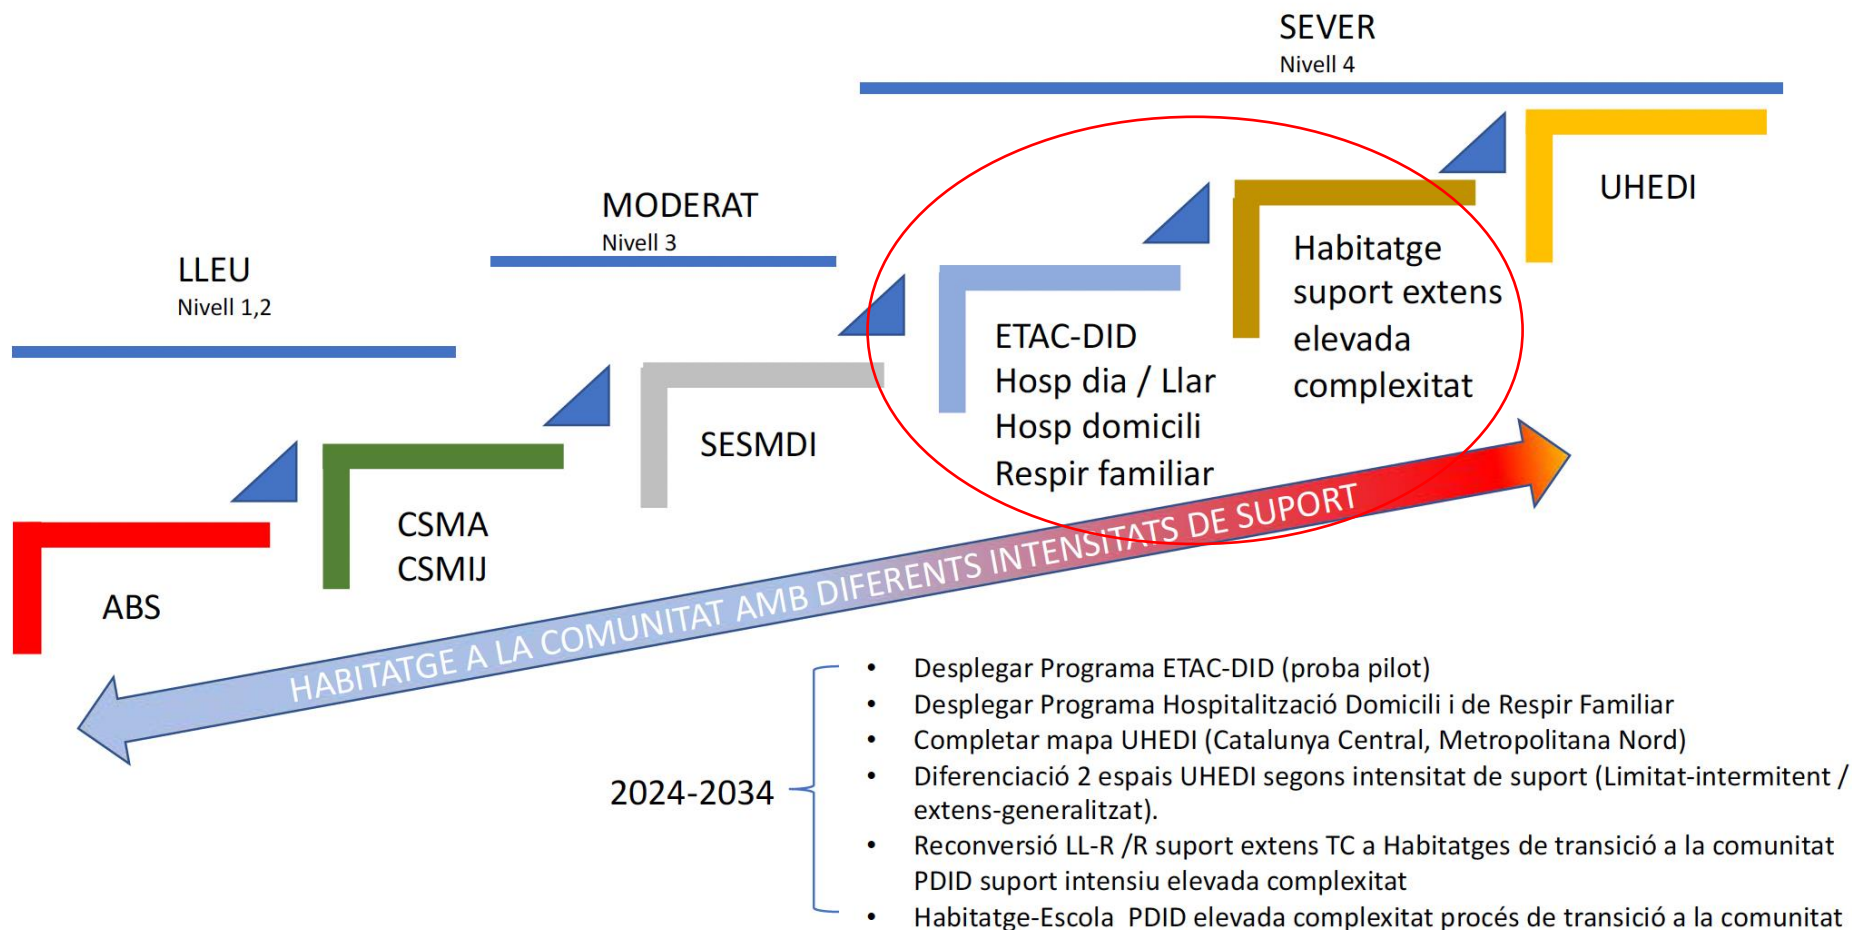 SEVER
Nivell 4
MODERAT
Nivell 3
LLEU
Nivell 1,2
UHEDI
Habitatge
suport extens
elevada
complexitat
ETAC-DID
Hosp dia / Llar
Hosp domicili
Respir familiar
SESMDI
CSMA
CSMIJ
ABS
HABITATGE A LA COMUNITAT AMB DIFERENTS INTENSITATS DE SUPORT
2024-2034
• Desplegar Programa ETAC-DID (proba pilot)
• Desplegar Programa Hospitalització Domicili i de Respir Familiar
• Completar mapa UHEDI (Catalunya Central, Metropolitana Nord)
• Diferenciació 2 espais UHEDI segons intensitat de suport (Limitat-intermitent /
extens-generalitzat).
• Reconversió LL-R /R suport extens TC a Habitatges de transició a la comunitat
PDID suport intensiu elevada complexitat
• Habitatge-Escola PDID elevada complexitat procés de transició a la comunitat